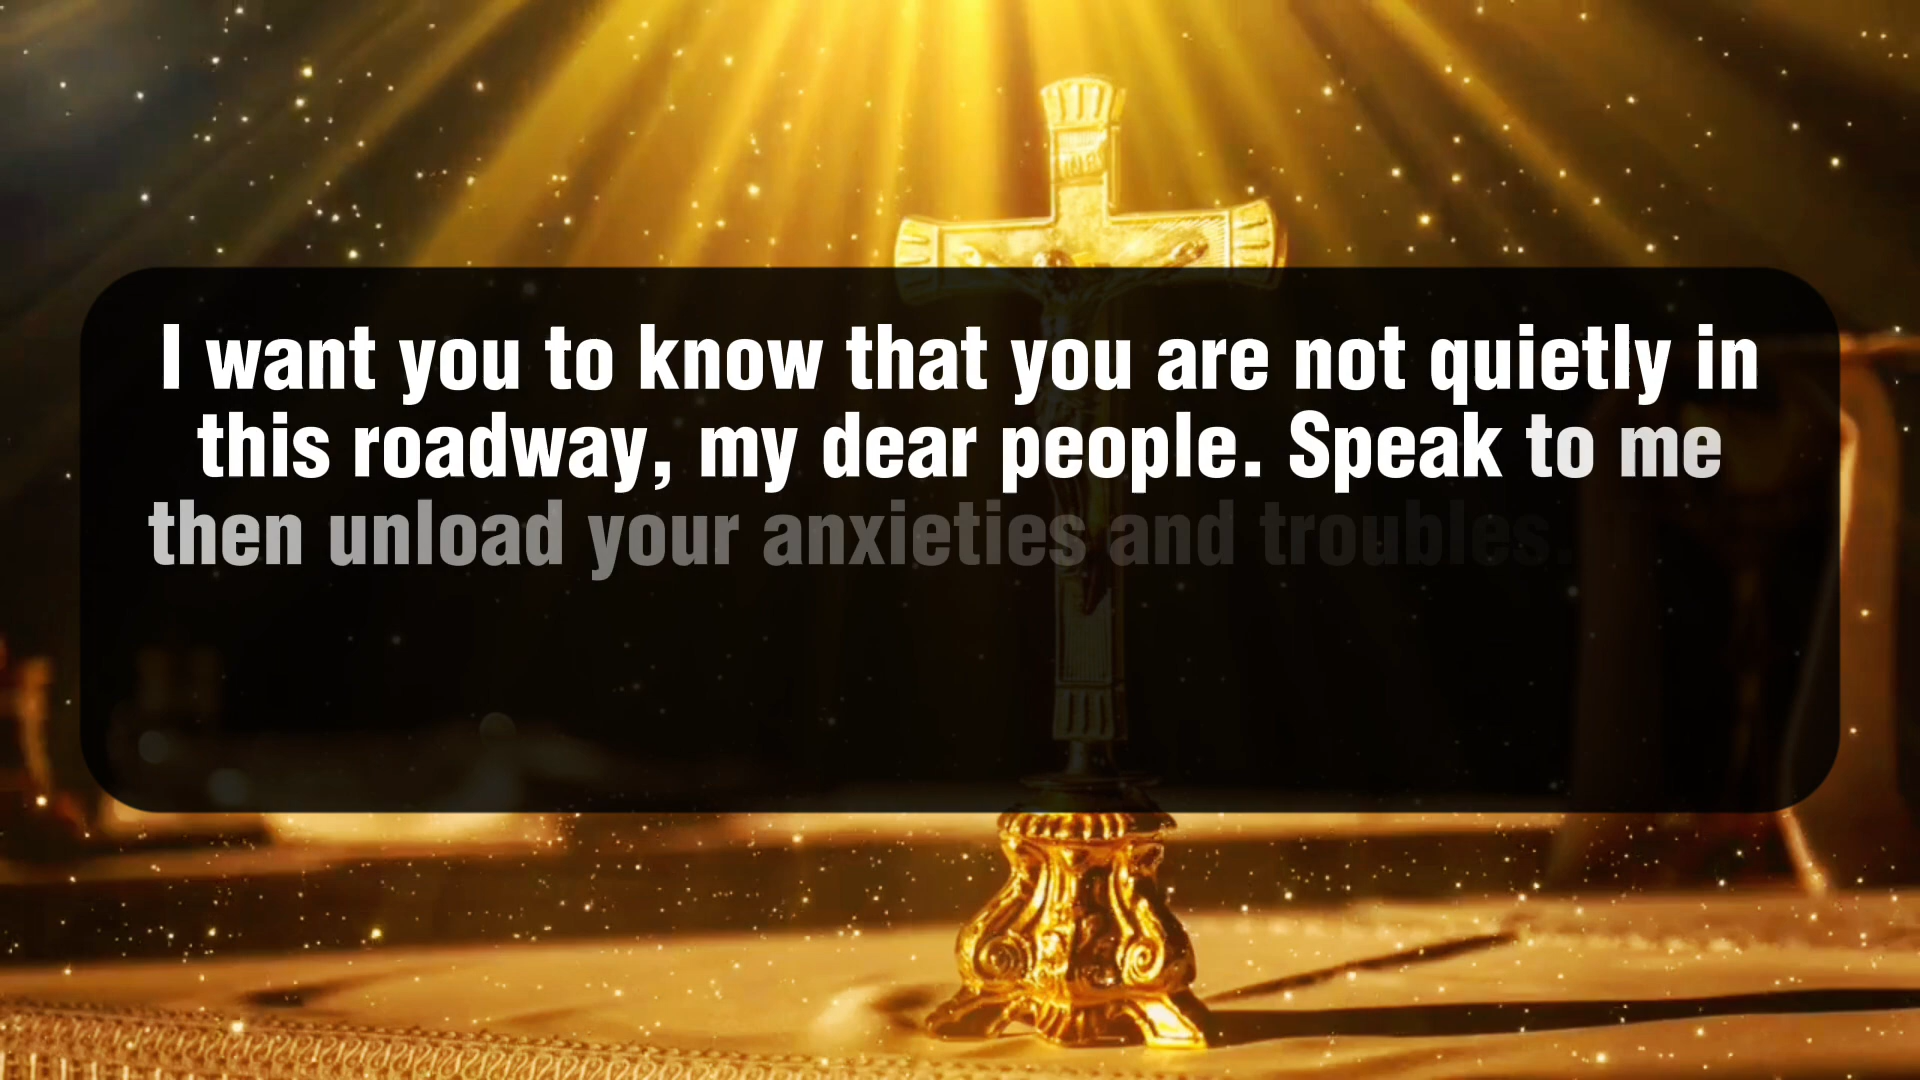 INRI
I want you to know that you are not quietly in
this roadway, my dear people. Speak to me
then unload your anxieties and troubles.